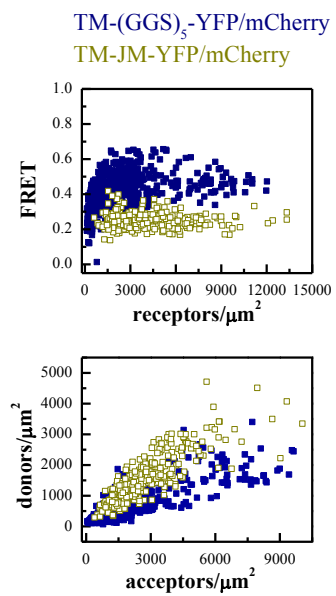 TM-(GGS)5-YFP/mCherry
TM-JM-YFP/mCherry
1.0
0.8
0.6
0.4
0.2
0.0
FRET
3000 6000 9000 12000 15000
receptors/μm²
5000
4000
3000
2000
1000
0
donors/μm²
0 3000 6000 9000
acceptors/μm²